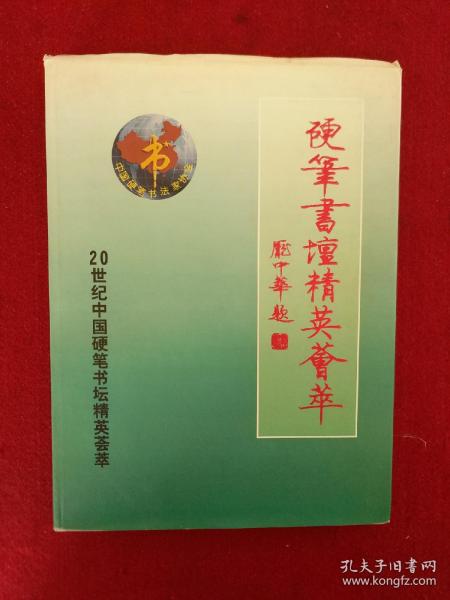 硬筆書壇精英薈萃
龐中華题
书
中国硬笔书法家协会
20世纪中国硬笔书坛精英荟萃
孔夫子旧书网
www.kongfz.com